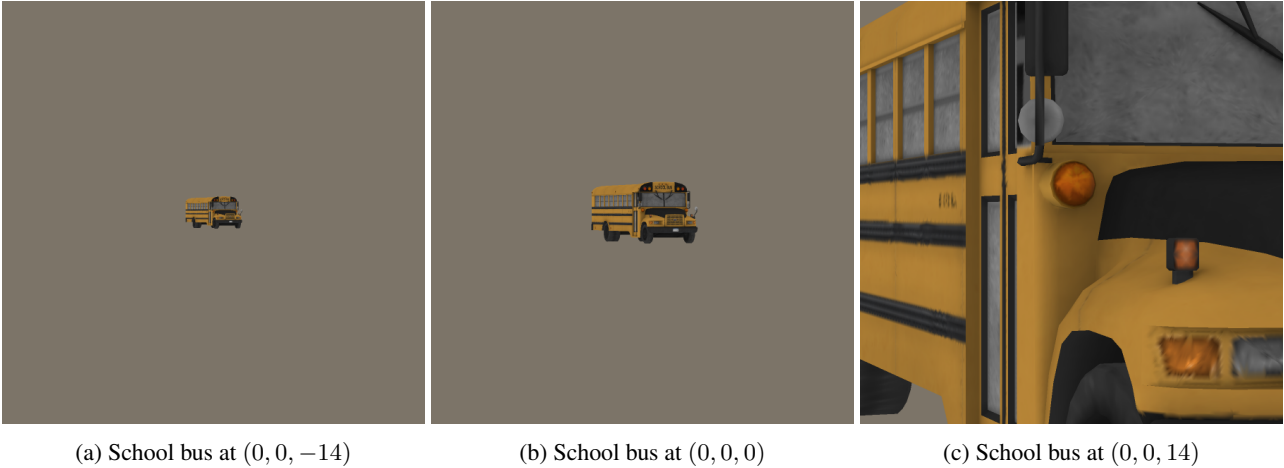 (a) School bus at (0, 0, −14)
(b) School bus at (0, 0, 0)
(c) School bus at (0, 0, 14)